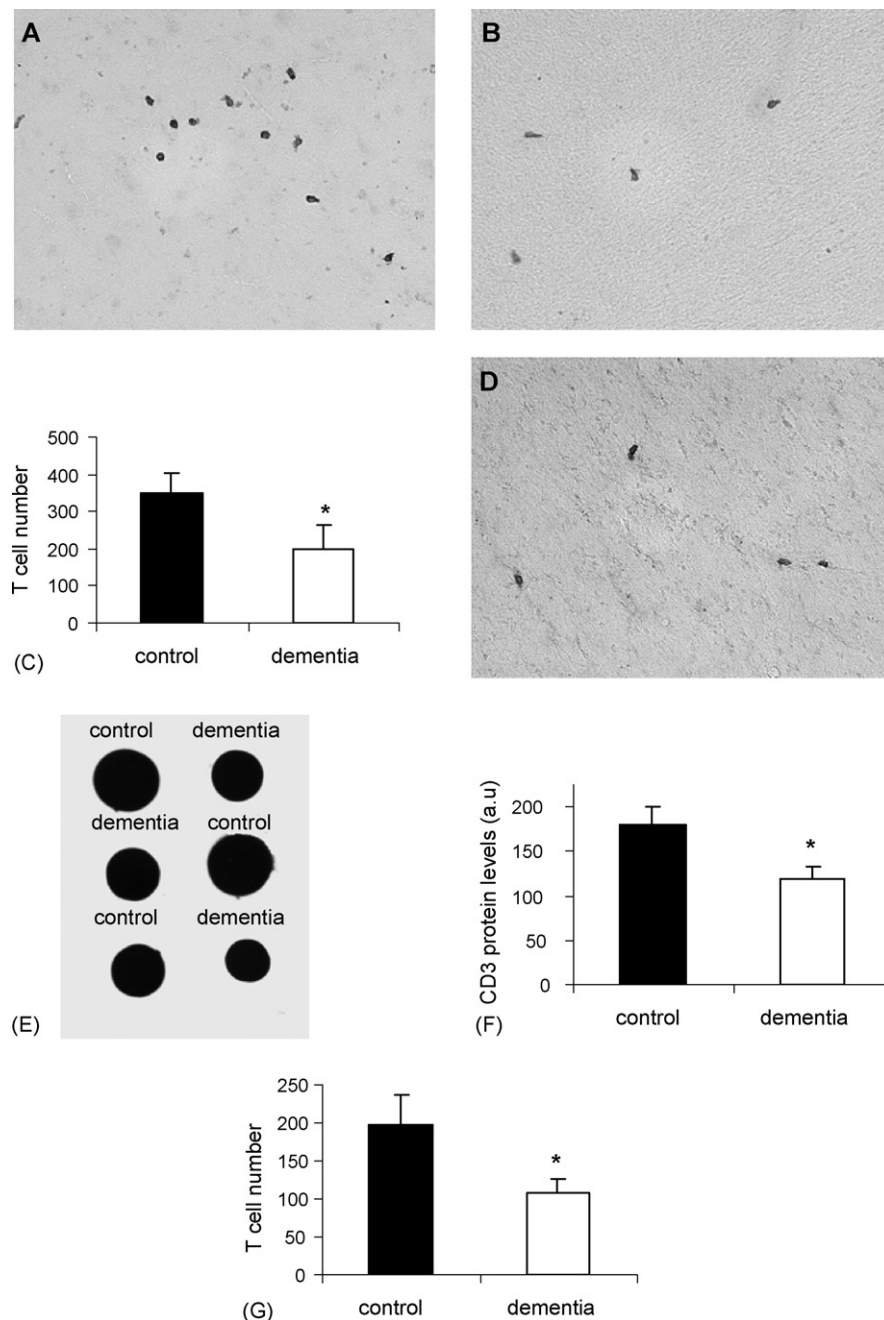 A
B
500
400
300
200
100
0
T cell number
*
control dementia
(C)
D
control dementia
dementia control
control dementia
(E)
200
150
100
50
0
CD3 protein levels (a.u)
*
control dementia
(F)
250
200
150
100
50
0
T cell number
*
control dementia
(G)